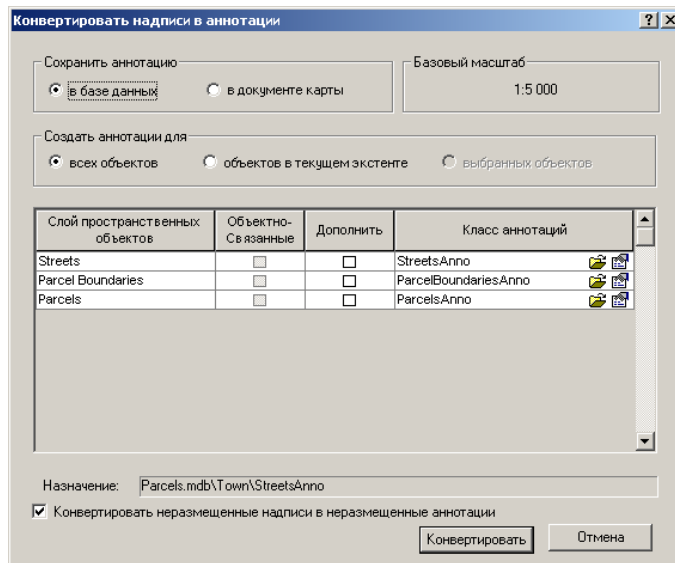 Конвертировать надписи в аннотации
Сохранить аннотацию
Базовый масштаб
в базе данных
в документе карты
1:5 000
Создать аннотации для
всех объектов
объектов в текущем экстенте
выбранных объектов
Слой пространственных объектов
Объектно-Связанные
Дополнить
Класс аннотаций
Streets
StreetsAnno
Parcel Boundaries
ParcelBoundariesAnno
Parcels
ParcelsAnno
Назначение:
Parcels.mdb\Town\StreetsAnno
Конвертировать неразмещенные надписи в неразмещенные аннотации
Конвертировать
Отмена